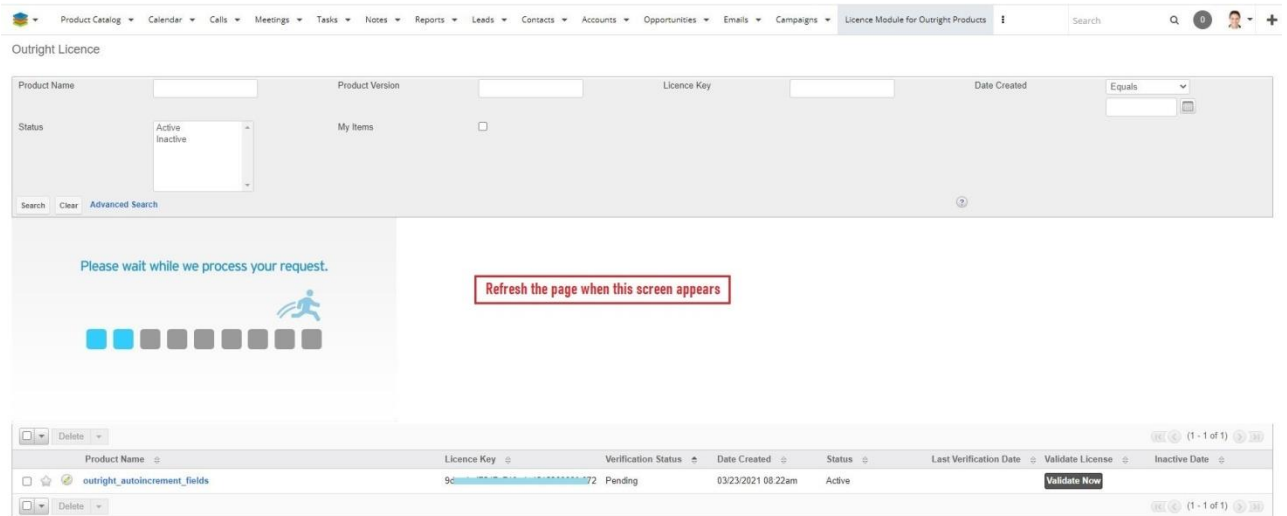 Product Catalog Calendar Calls Meetings Tasks Notes Reports Leads Contacts Accounts Opportunities Emails Campaigns Licence Module for Outright Products Search 0
Outright Licence
Product Name Product Version Licence Key Date Created Equals
Status Active My Items
Inactive
Search Clear Advanced Search ?
Please wait while we process your request.
Refresh the page when this screen appears
Delete (1 - 1 of 1)
Product Name Licence Key Verification Status Date Created Status Last Verification Date Validate License Inactive Date
outright_autoincrement_fields 72 Pending 03/23/2021 08:22am Active Validate Now
Delete (1 - 1 of 1)